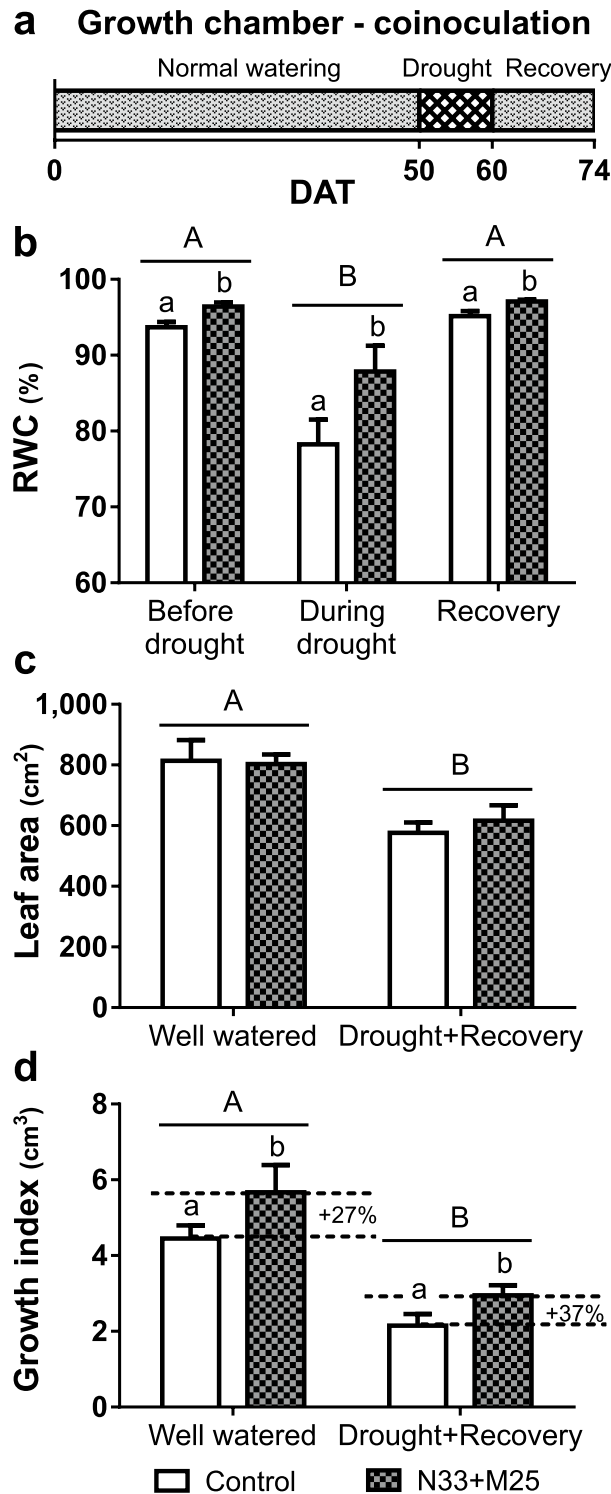 a Growth chamber - coinoculation
Normal watering Drought Recovery
0 50 60 74
DAT
b
A B A
a b a b a b
100
90
80
70
60
RWC (%)
Before drought
During drought
Recovery
c
A B
1,000
800
600
400
200
0
Leaf area (cm²)
Well watered Drought+Recovery
d
A B
a b a b
+27%
+37%
8
6
4
2
0
Growth index (cm³)
Well watered Drought+Recovery
Control N33+M25